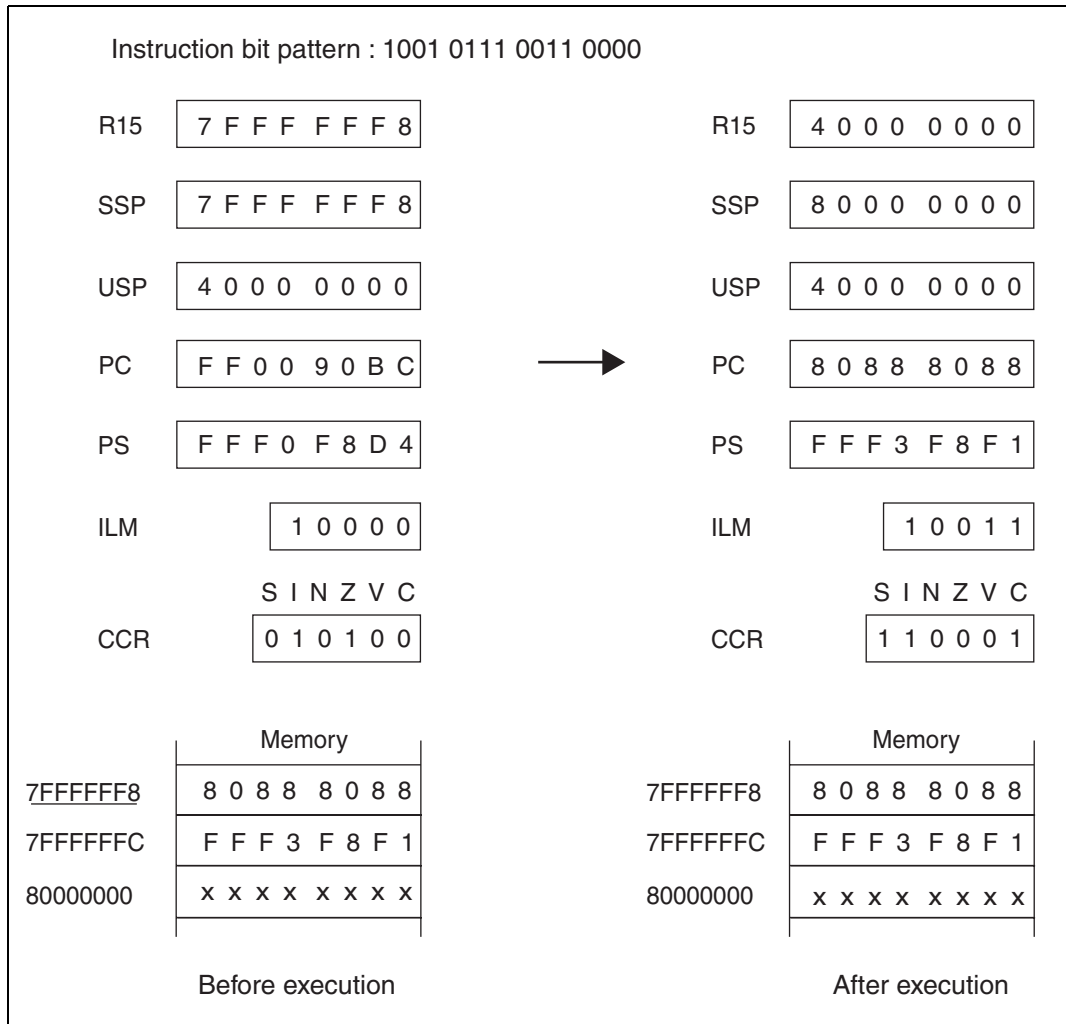 Instruction bit pattern : 1001 0111 0011 0000
R15 7 F F F F F F 8 R15 4 0 0 0 0 0 0 0
SSP 7 F F F F F F 8 SSP 8 0 0 0 0 0 0 0
USP 4 0 0 0 0 0 0 0 USP 4 0 0 0 0 0 0 0
PC F F 0 0 9 0 B C PC 8 0 8 8 8 0 8 8
PS F F F 0 F 8 D 4 PS F F F 3 F 8 F 1
ILM 1 0 0 0 0 ILM 1 0 0 1 1
S I N Z V C S I N Z V C
CCR 0 1 0 1 0 0 CCR 1 1 0 0 0 1
Memory Memory
7FFFFFF8 8 0 8 8 8 0 8 8 7FFFFFF8 8 0 8 8 8 0 8 8
7FFFFFFC F F F 3 F 8 F 1 7FFFFFFC F F F 3 F 8 F 1
80000000 x x x x x x x x 80000000 x x x x x x x x
Before execution After execution